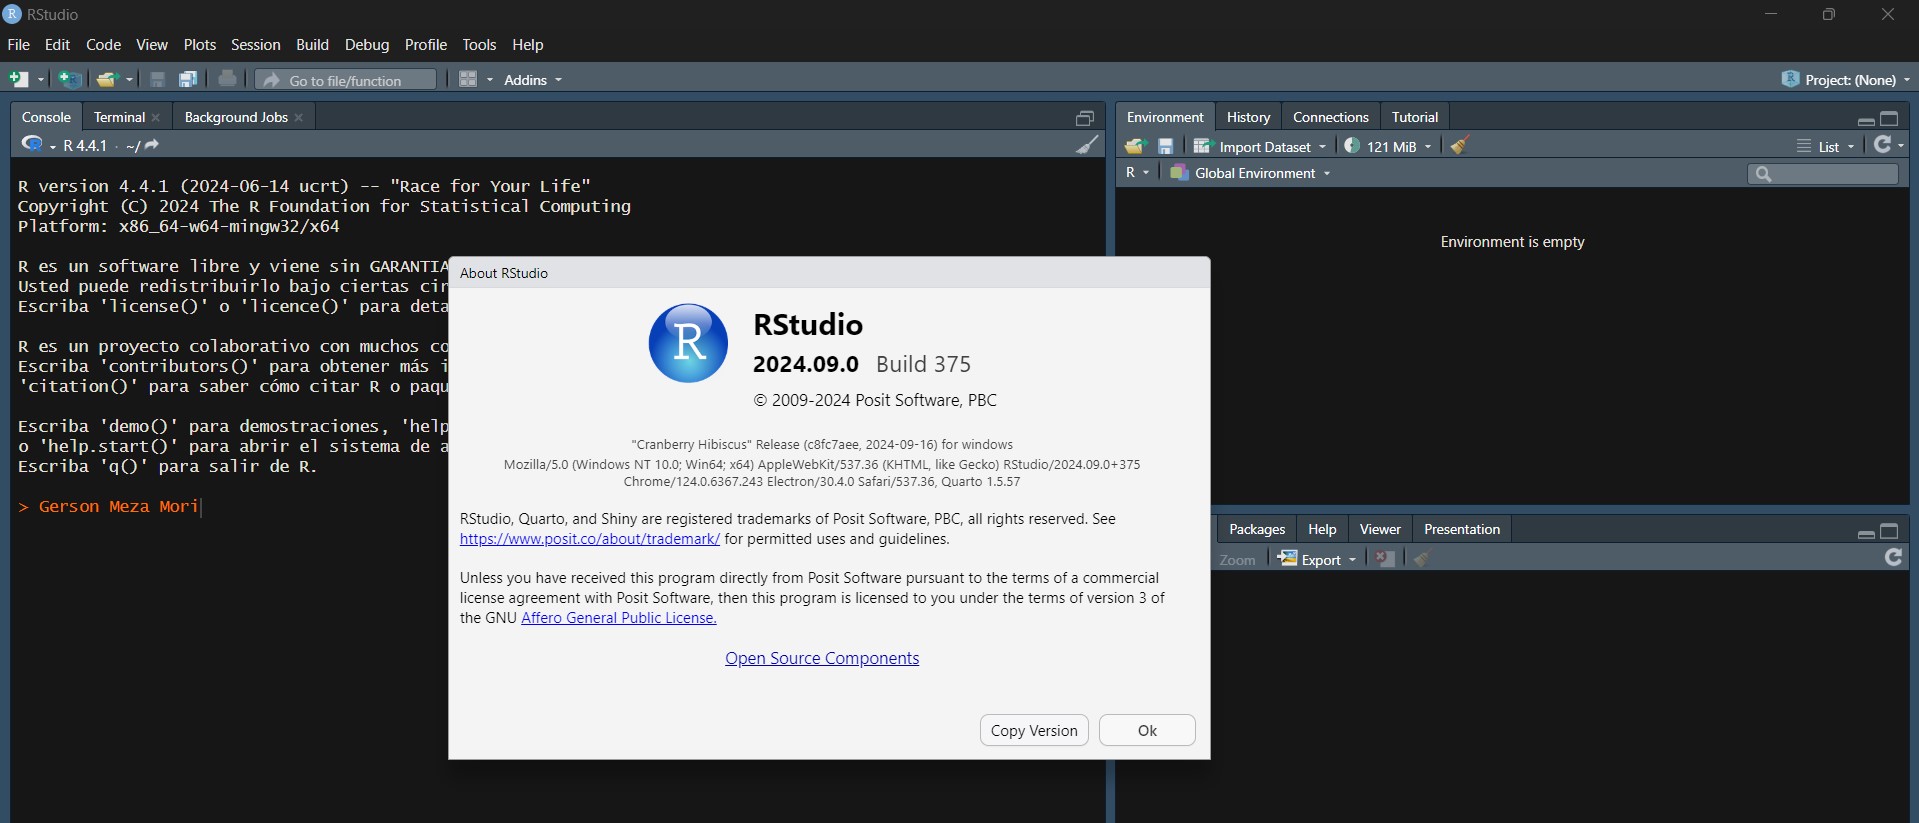 RStudio
File Edit Code View Plots Session Build Debug Profile Tools Help
Go to file/function Addins Project: (None)
Console Terminal Background Jobs
R 4.4.1 · ~/
R version 4.4.1 (2024-06-14 ucrt) -- "Race for Your Life"
Copyright (C) 2024 The R Foundation for Statistical Computing
Platform: x86_64-w64-mingw32/x64
R es un software libre y viene sin GARANTIA
Usted puede redistribuirlo bajo ciertas cir
Escriba 'license()' o 'licence()' para deta
R es un proyecto colaborativo con muchos co
Escriba 'contributors()' para obtener más i
'citation()' para saber cómo citar R o paqu
Escriba 'demo()' para demostraciones, 'help
o 'help.start()' para abrir el sistema de a
Escriba 'q()' para salir de R.
> Gerson Meza Mori
Environment History Connections Tutorial
Import Dataset 121 MiB List
R Global Environment
Environment is empty
Packages Help Viewer Presentation
Zoom Export
About RStudio
R
RStudio
2024.09.0 Build 375
© 2009-2024 Posit Software, PBC
"Cranberry Hibiscus" Release (c8fc7aee, 2024-09-16) for windows
Mozilla/5.0 (Windows NT 10.0; Win64; x64) AppleWebKit/537.36 (KHTML, like Gecko) RStudio/2024.09.0+375
Chrome/124.0.6367.243 Electron/30.4.0 Safari/537.36, Quarto 1.5.57
RStudio, Quarto, and Shiny are registered trademarks of Posit Software, PBC, all rights reserved. See
https://www.posit.co/about/trademark/ for permitted uses and guidelines.
Unless you have received this program directly from Posit Software pursuant to the terms of a commercial
license agreement with Posit Software, then this program is licensed to you under the terms of version 3 of
the GNU Affero General Public License.
Open Source Components
Copy Version Ok